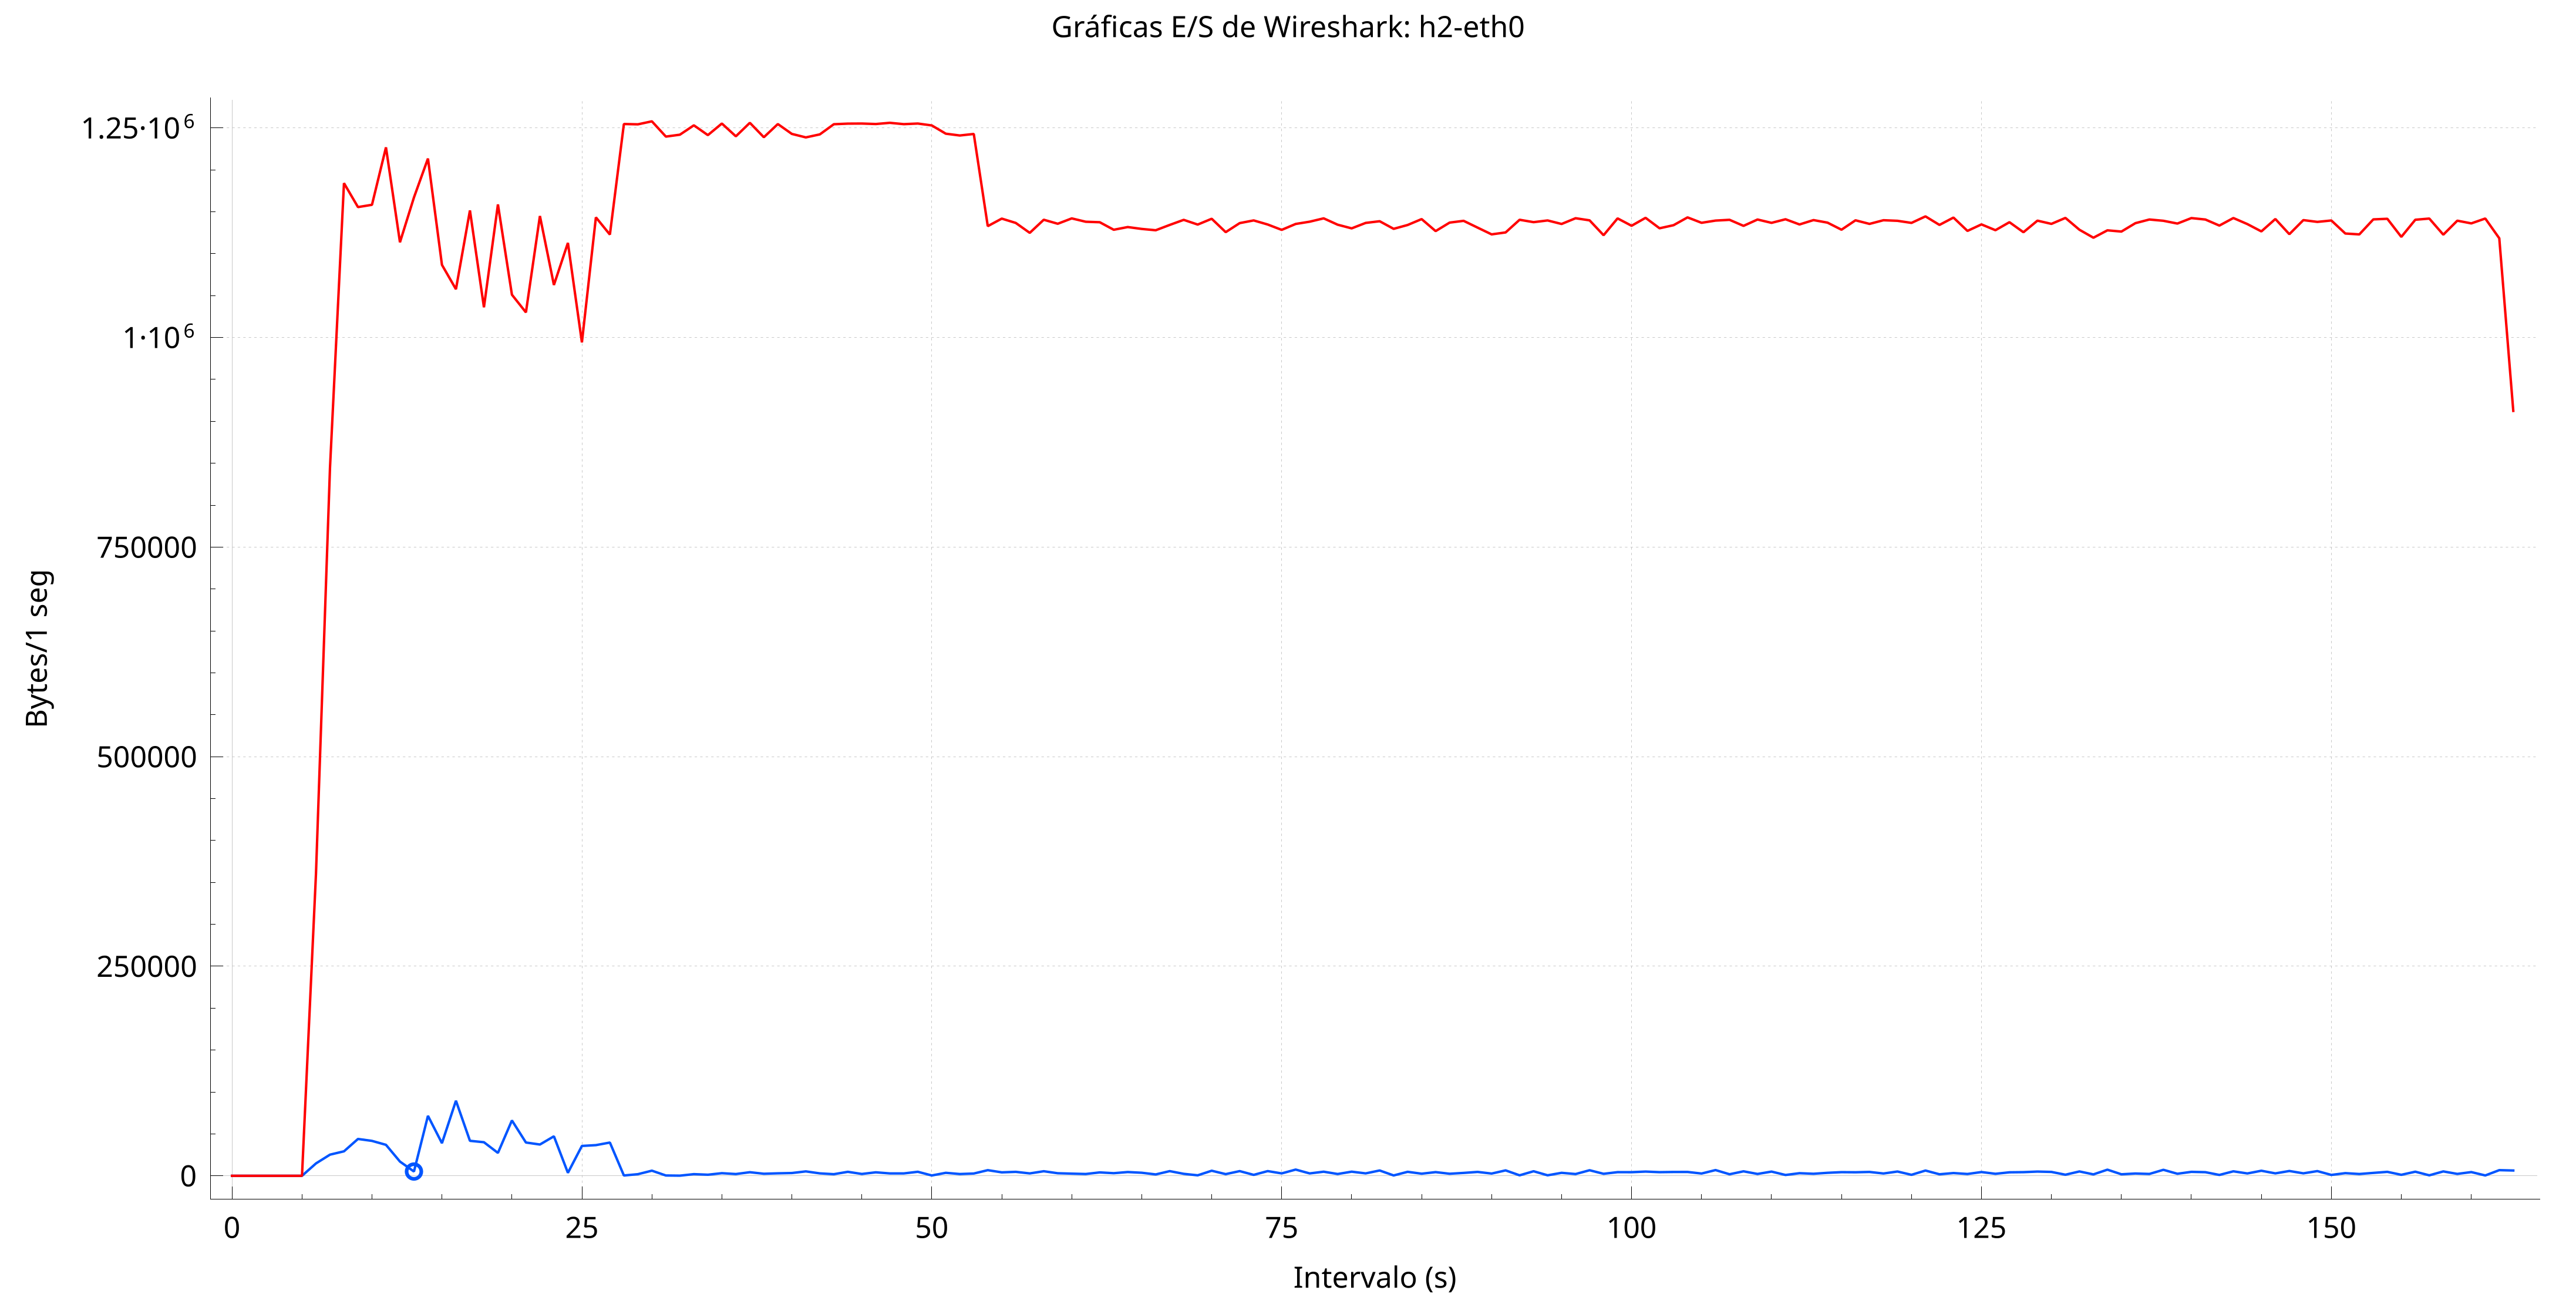 Gráficas E/S de Wireshark: h2-eth0
1.25·10⁶
1·10⁶
750000
500000
250000
0
Bytes/1 seg
0 25 50 75 100 125 150
Intervalo (s)